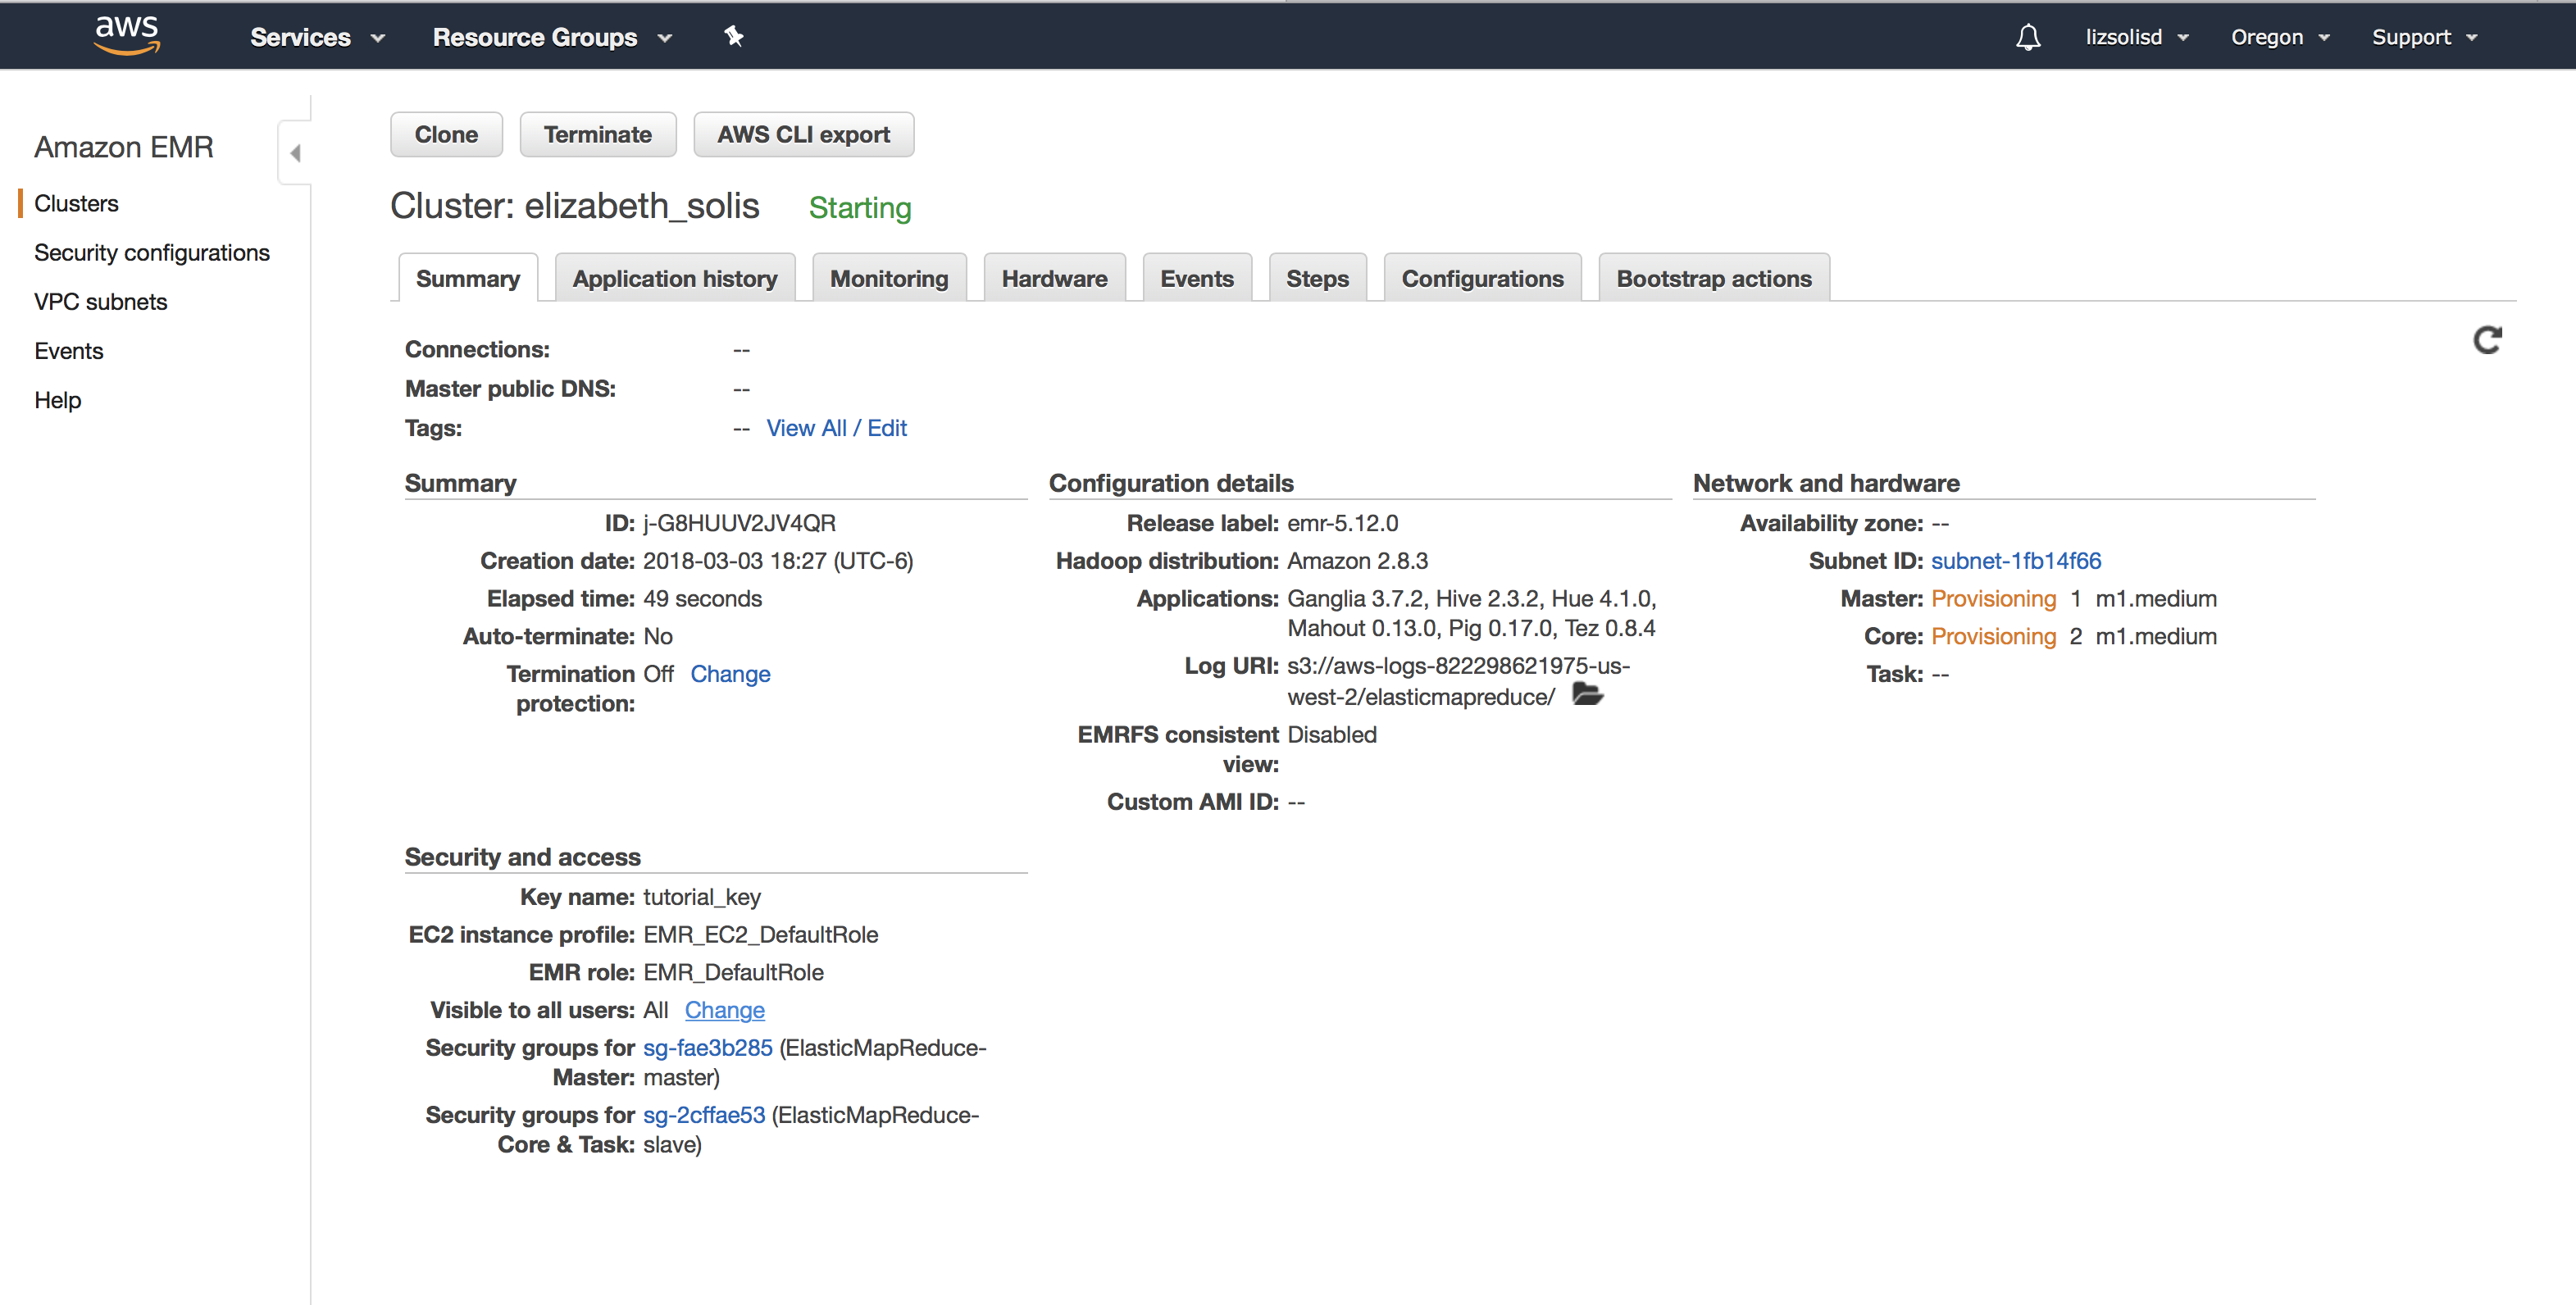 aws Services Resource Groups lizsolisd Oregon Support
Amazon EMR
Clusters
Security configurations
VPC subnets
Events
Help
Clone Terminate AWS CLI export
Cluster: elizabeth_solis Starting
Summary Application history Monitoring Hardware Events Steps Configurations Bootstrap actions
Connections: --
Master public DNS: --
Tags: -- View All / Edit
Summary
ID: j-G8HUUV2JV4QR
Creation date: 2018-03-03 18:27 (UTC-6)
Elapsed time: 49 seconds
Auto-terminate: No
Termination Off Change
protection:
Configuration details
Release label: emr-5.12.0
Hadoop distribution: Amazon 2.8.3
Applications: Ganglia 3.7.2, Hive 2.3.2, Hue 4.1.0,
Mahout 0.13.0, Pig 0.17.0, Tez 0.8.4
Log URI: s3://aws-logs-822298621975-us-
west-2/elasticmapreduce/
EMRFS consistent Disabled
view:
Custom AMI ID: --
Network and hardware
Availability zone: --
Subnet ID: subnet-1fb14f66
Master: Provisioning 1 m1.medium
Core: Provisioning 2 m1.medium
Task: --
Security and access
Key name: tutorial_key
EC2 instance profile: EMR_EC2_DefaultRole
EMR role: EMR_DefaultRole
Visible to all users: All Change
Security groups for sg-fae3b285 (ElasticMapReduce-
Master: master)
Security groups for sg-2cffae53 (ElasticMapReduce-
Core & Task: slave)